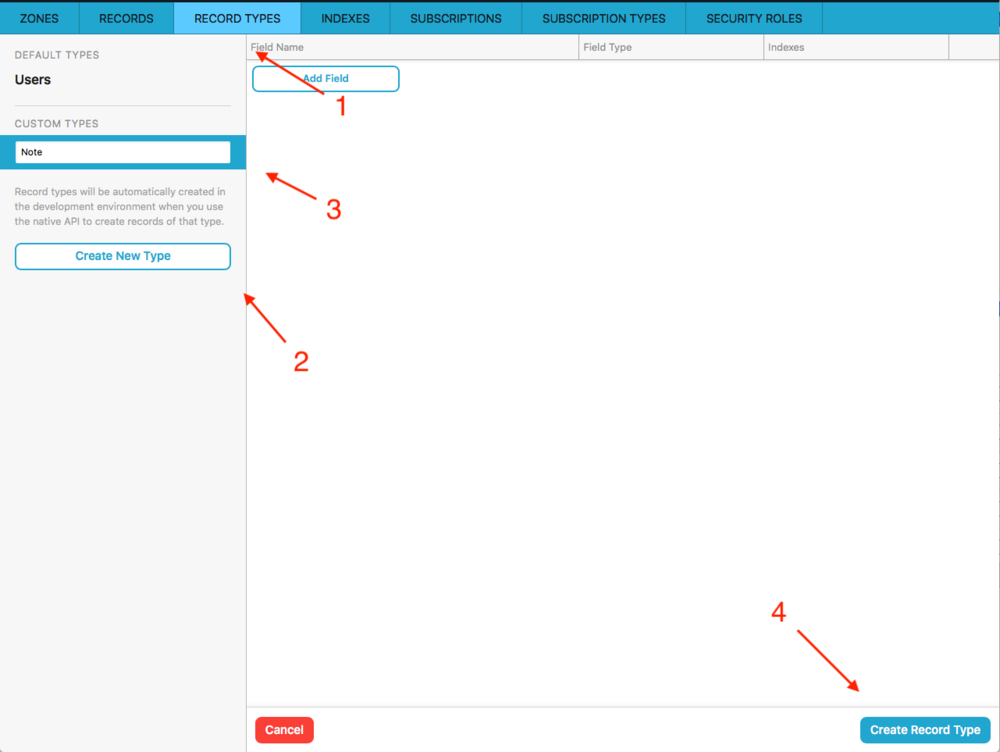 ZONES RECORDS RECORD TYPES INDEXES SUBSCRIPTIONS SUBSCRIPTION TYPES SECURITY ROLES
DEFAULT TYPES
Users
CUSTOM TYPES
Note
Record types will be automatically created in
the development environment when you use
the native API to create records of that type.
Create New Type
Field Name Field Type Indexes
Add Field
1
3
2
4
Cancel Create Record Type